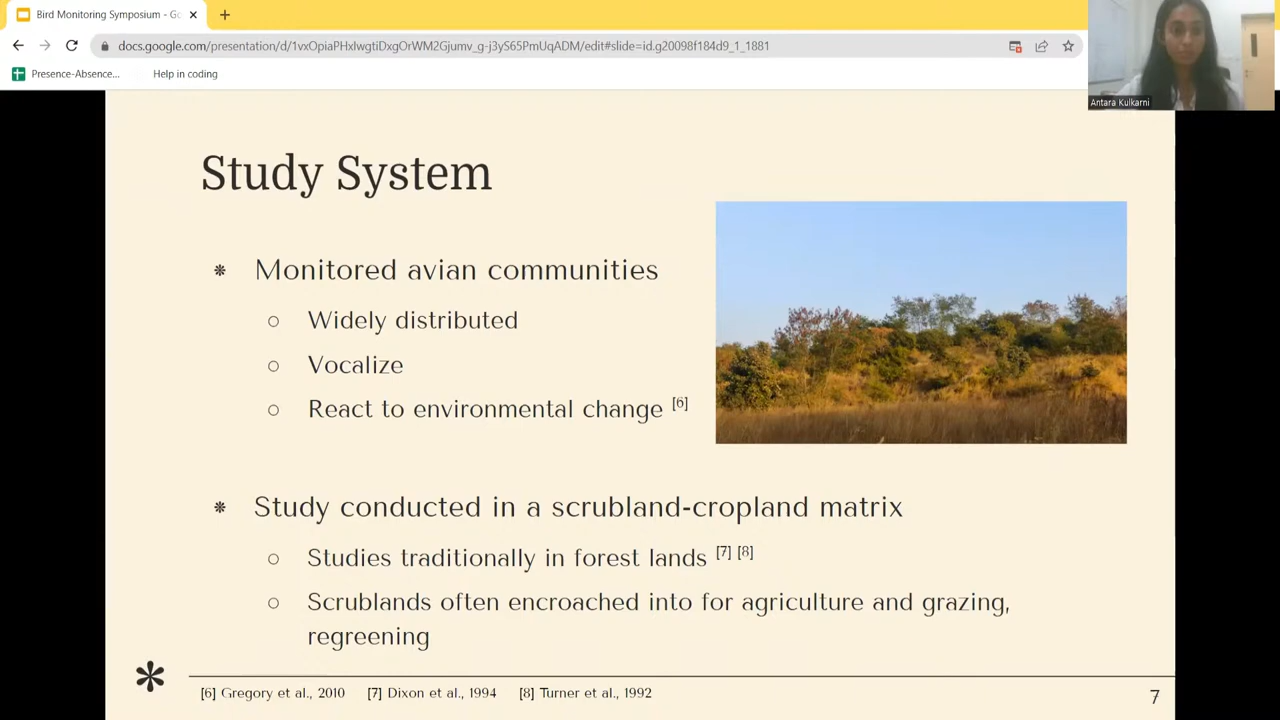 Bird Monitoring Symposium - Go
docs.google.com/presentation/d/1vxOpiaPHxIwgtiDxgOrWM2Gjumv_g-j3yS65PmUqADM/edit#slide=id.g20098f184d9_1_1881
Presence-Absence... Help in coding
Antara Kulkarni
Study System
Monitored avian communities
Widely distributed
Vocalize
React to environmental change [6]
Study conducted in a scrubland-cropland matrix
Studies traditionally in forest lands [7] [8]
Scrublands often encroached into for agriculture and grazing,
regreening
[6] Gregory et al., 2010 [7] Dixon et al., 1994 [8] Turner et al., 1992
7